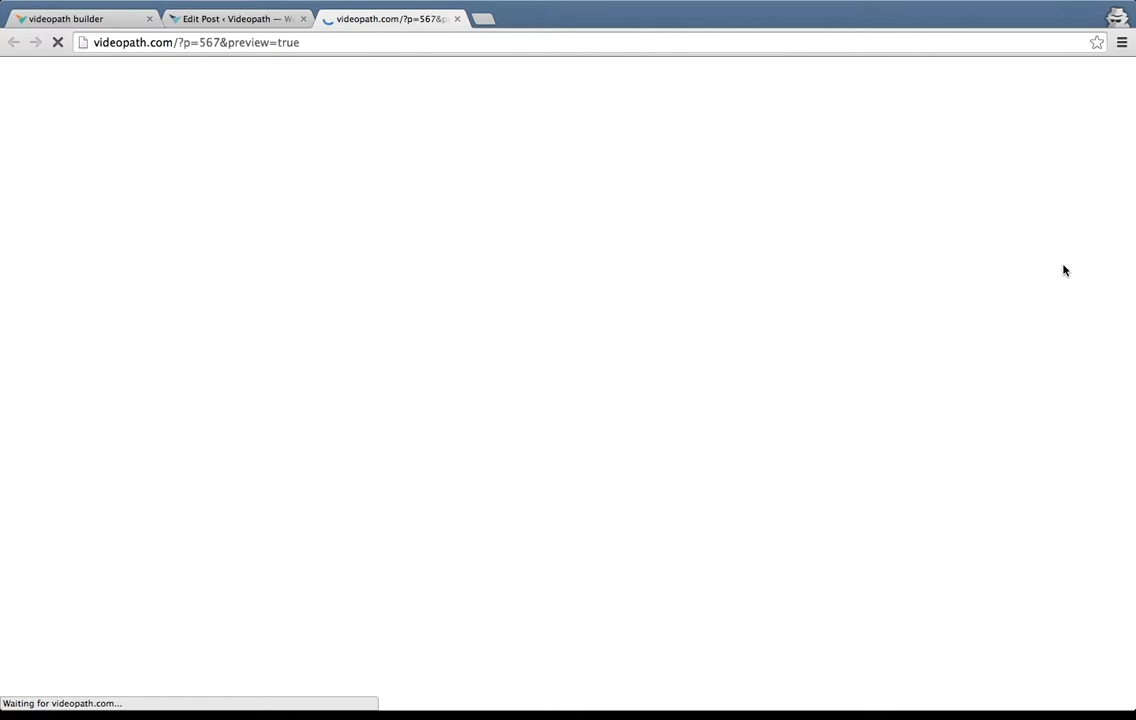 videopath builder
Edit Post ‹ Videopath — W
videopath.com/?p=567&p
videopath.com/?p=567&preview=true
Waiting for videopath.com...